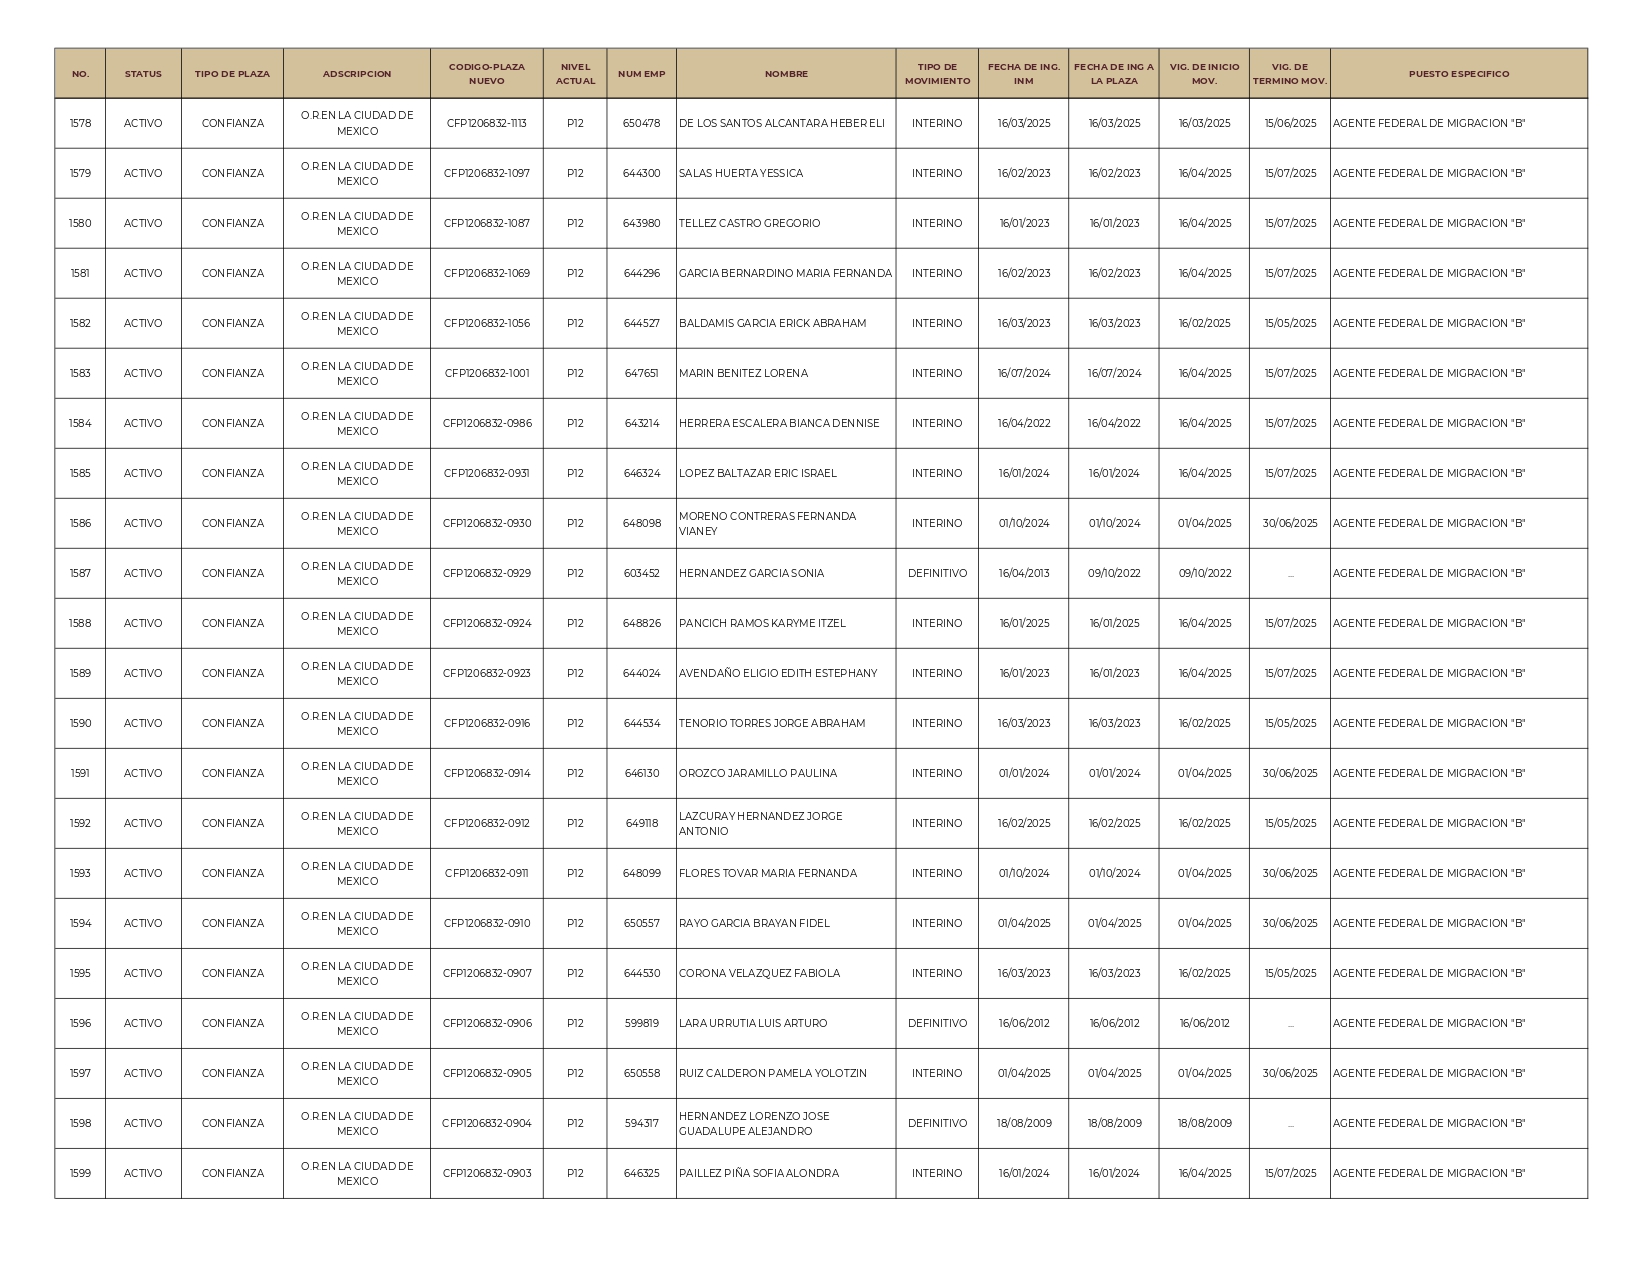 NO. STATUS TIPO DE PLAZA ADSCRIPCION CODIGO-PLAZA NUEVO NIVEL ACTUAL NUM EMP NOMBRE TIPO DE MOVIMIENTO FECHA DE ING. INM FECHA DE ING A LA PLAZA VIG. DE INICIO MOV. VIG. DE TERMINO MOV. PUESTO ESPECIFICO
1578 ACTIVO CONFIANZA O.R.EN LA CIUDAD DE MEXICO CFP1206832-1113 P12 650478 DE LOS SANTOS ALCANTARA HEBER ELI INTERINO 16/03/2025 16/03/2025 16/03/2025 15/06/2025 AGENTE FEDERAL DE MIGRACION "B"
1579 ACTIVO CONFIANZA O.R.EN LA CIUDAD DE MEXICO CFP1206832-1097 P12 644300 SALAS HUERTA YESSICA INTERINO 16/02/2023 16/02/2023 16/04/2025 15/07/2025 AGENTE FEDERAL DE MIGRACION "B"
1580 ACTIVO CONFIANZA O.R.EN LA CIUDAD DE MEXICO CFP1206832-1087 P12 643980 TELLEZ CASTRO GREGORIO INTERINO 16/01/2023 16/01/2023 16/04/2025 15/07/2025 AGENTE FEDERAL DE MIGRACION "B"
1581 ACTIVO CONFIANZA O.R.EN LA CIUDAD DE MEXICO CFP1206832-1069 P12 644296 GARCIA BERNARDINO MARIA FERNANDA INTERINO 16/02/2023 16/02/2023 16/04/2025 15/07/2025 AGENTE FEDERAL DE MIGRACION "B"
1582 ACTIVO CONFIANZA O.R.EN LA CIUDAD DE MEXICO CFP1206832-1056 P12 644527 BALDAMIS GARCIA ERICK ABRAHAM INTERINO 16/03/2023 16/03/2023 16/02/2025 15/05/2025 AGENTE FEDERAL DE MIGRACION "B"
1583 ACTIVO CONFIANZA O.R.EN LA CIUDAD DE MEXICO CFP1206832-1001 P12 647651 MARIN BENITEZ LORENA INTERINO 16/07/2024 16/07/2024 16/04/2025 15/07/2025 AGENTE FEDERAL DE MIGRACION "B"
1584 ACTIVO CONFIANZA O.R.EN LA CIUDAD DE MEXICO CFP1206832-0986 P12 643214 HERRERA ESCALERA BIANCA DENNISE INTERINO 16/04/2022 16/04/2022 16/04/2025 15/07/2025 AGENTE FEDERAL DE MIGRACION "B"
1585 ACTIVO CONFIANZA O.R.EN LA CIUDAD DE MEXICO CFP1206832-0931 P12 646324 LOPEZ BALTAZAR ERIC ISRAEL INTERINO 16/01/2024 16/01/2024 16/04/2025 15/07/2025 AGENTE FEDERAL DE MIGRACION "B"
1586 ACTIVO CONFIANZA O.R.EN LA CIUDAD DE MEXICO CFP1206832-0930 P12 648098 MORENO CONTRERAS FERNANDA VIANEY INTERINO 01/10/2024 01/10/2024 01/04/2025 30/06/2025 AGENTE FEDERAL DE MIGRACION "B"
1587 ACTIVO CONFIANZA O.R.EN LA CIUDAD DE MEXICO CFP1206832-0929 P12 603452 HERNANDEZ GARCIA SONIA DEFINITIVO 16/04/2013 09/10/2022 09/10/2022 ... AGENTE FEDERAL DE MIGRACION "B"
1588 ACTIVO CONFIANZA O.R.EN LA CIUDAD DE MEXICO CFP1206832-0924 P12 648826 PANCICH RAMOS KARYME ITZEL INTERINO 16/01/2025 16/01/2025 16/04/2025 15/07/2025 AGENTE FEDERAL DE MIGRACION "B"
1589 ACTIVO CONFIANZA O.R.EN LA CIUDAD DE MEXICO CFP1206832-0923 P12 644024 AVENDAÑO ELIGIO EDITH ESTEPHANY INTERINO 16/01/2023 16/01/2023 16/04/2025 15/07/2025 AGENTE FEDERAL DE MIGRACION "B"
1590 ACTIVO CONFIANZA O.R.EN LA CIUDAD DE MEXICO CFP1206832-0916 P12 644534 TENORIO TORRES JORGE ABRAHAM INTERINO 16/03/2023 16/03/2023 16/02/2025 15/05/2025 AGENTE FEDERAL DE MIGRACION "B"
1591 ACTIVO CONFIANZA O.R.EN LA CIUDAD DE MEXICO CFP1206832-0914 P12 646130 OROZCO JARAMILLO PAULINA INTERINO 01/01/2024 01/01/2024 01/04/2025 30/06/2025 AGENTE FEDERAL DE MIGRACION "B"
1592 ACTIVO CONFIANZA O.R.EN LA CIUDAD DE MEXICO CFP1206832-0912 P12 649118 LAZCURAY HERNANDEZ JORGE ANTONIO INTERINO 16/02/2025 16/02/2025 16/02/2025 15/05/2025 AGENTE FEDERAL DE MIGRACION "B"
1593 ACTIVO CONFIANZA O.R.EN LA CIUDAD DE MEXICO CFP1206832-0911 P12 648099 FLORES TOVAR MARIA FERNANDA INTERINO 01/10/2024 01/10/2024 01/04/2025 30/06/2025 AGENTE FEDERAL DE MIGRACION "B"
1594 ACTIVO CONFIANZA O.R.EN LA CIUDAD DE MEXICO CFP1206832-0910 P12 650557 RAYO GARCIA BRAYAN FIDEL INTERINO 01/04/2025 01/04/2025 01/04/2025 30/06/2025 AGENTE FEDERAL DE MIGRACION "B"
1595 ACTIVO CONFIANZA O.R.EN LA CIUDAD DE MEXICO CFP1206832-0907 P12 644530 CORONA VELAZQUEZ FABIOLA INTERINO 16/03/2023 16/03/2023 16/02/2025 15/05/2025 AGENTE FEDERAL DE MIGRACION "B"
1596 ACTIVO CONFIANZA O.R.EN LA CIUDAD DE MEXICO CFP1206832-0906 P12 599819 LARA URRUTIA LUIS ARTURO DEFINITIVO 16/06/2012 16/06/2012 16/06/2012 ... AGENTE FEDERAL DE MIGRACION "B"
1597 ACTIVO CONFIANZA O.R.EN LA CIUDAD DE MEXICO CFP1206832-0905 P12 650558 RUIZ CALDERON PAMELA YOLOTZIN INTERINO 01/04/2025 01/04/2025 01/04/2025 30/06/2025 AGENTE FEDERAL DE MIGRACION "B"
1598 ACTIVO CONFIANZA O.R.EN LA CIUDAD DE MEXICO CFP1206832-0904 P12 594317 HERNANDEZ LORENZO JOSE GUADALUPE ALEJANDRO DEFINITIVO 18/08/2009 18/08/2009 18/08/2009 ... AGENTE FEDERAL DE MIGRACION "B"
1599 ACTIVO CONFIANZA O.R.EN LA CIUDAD DE MEXICO CFP1206832-0903 P12 646325 PAILLEZ PIÑA SOFIA ALONDRA INTERINO 16/01/2024 16/01/2024 16/04/2025 15/07/2025 AGENTE FEDERAL DE MIGRACION "B"